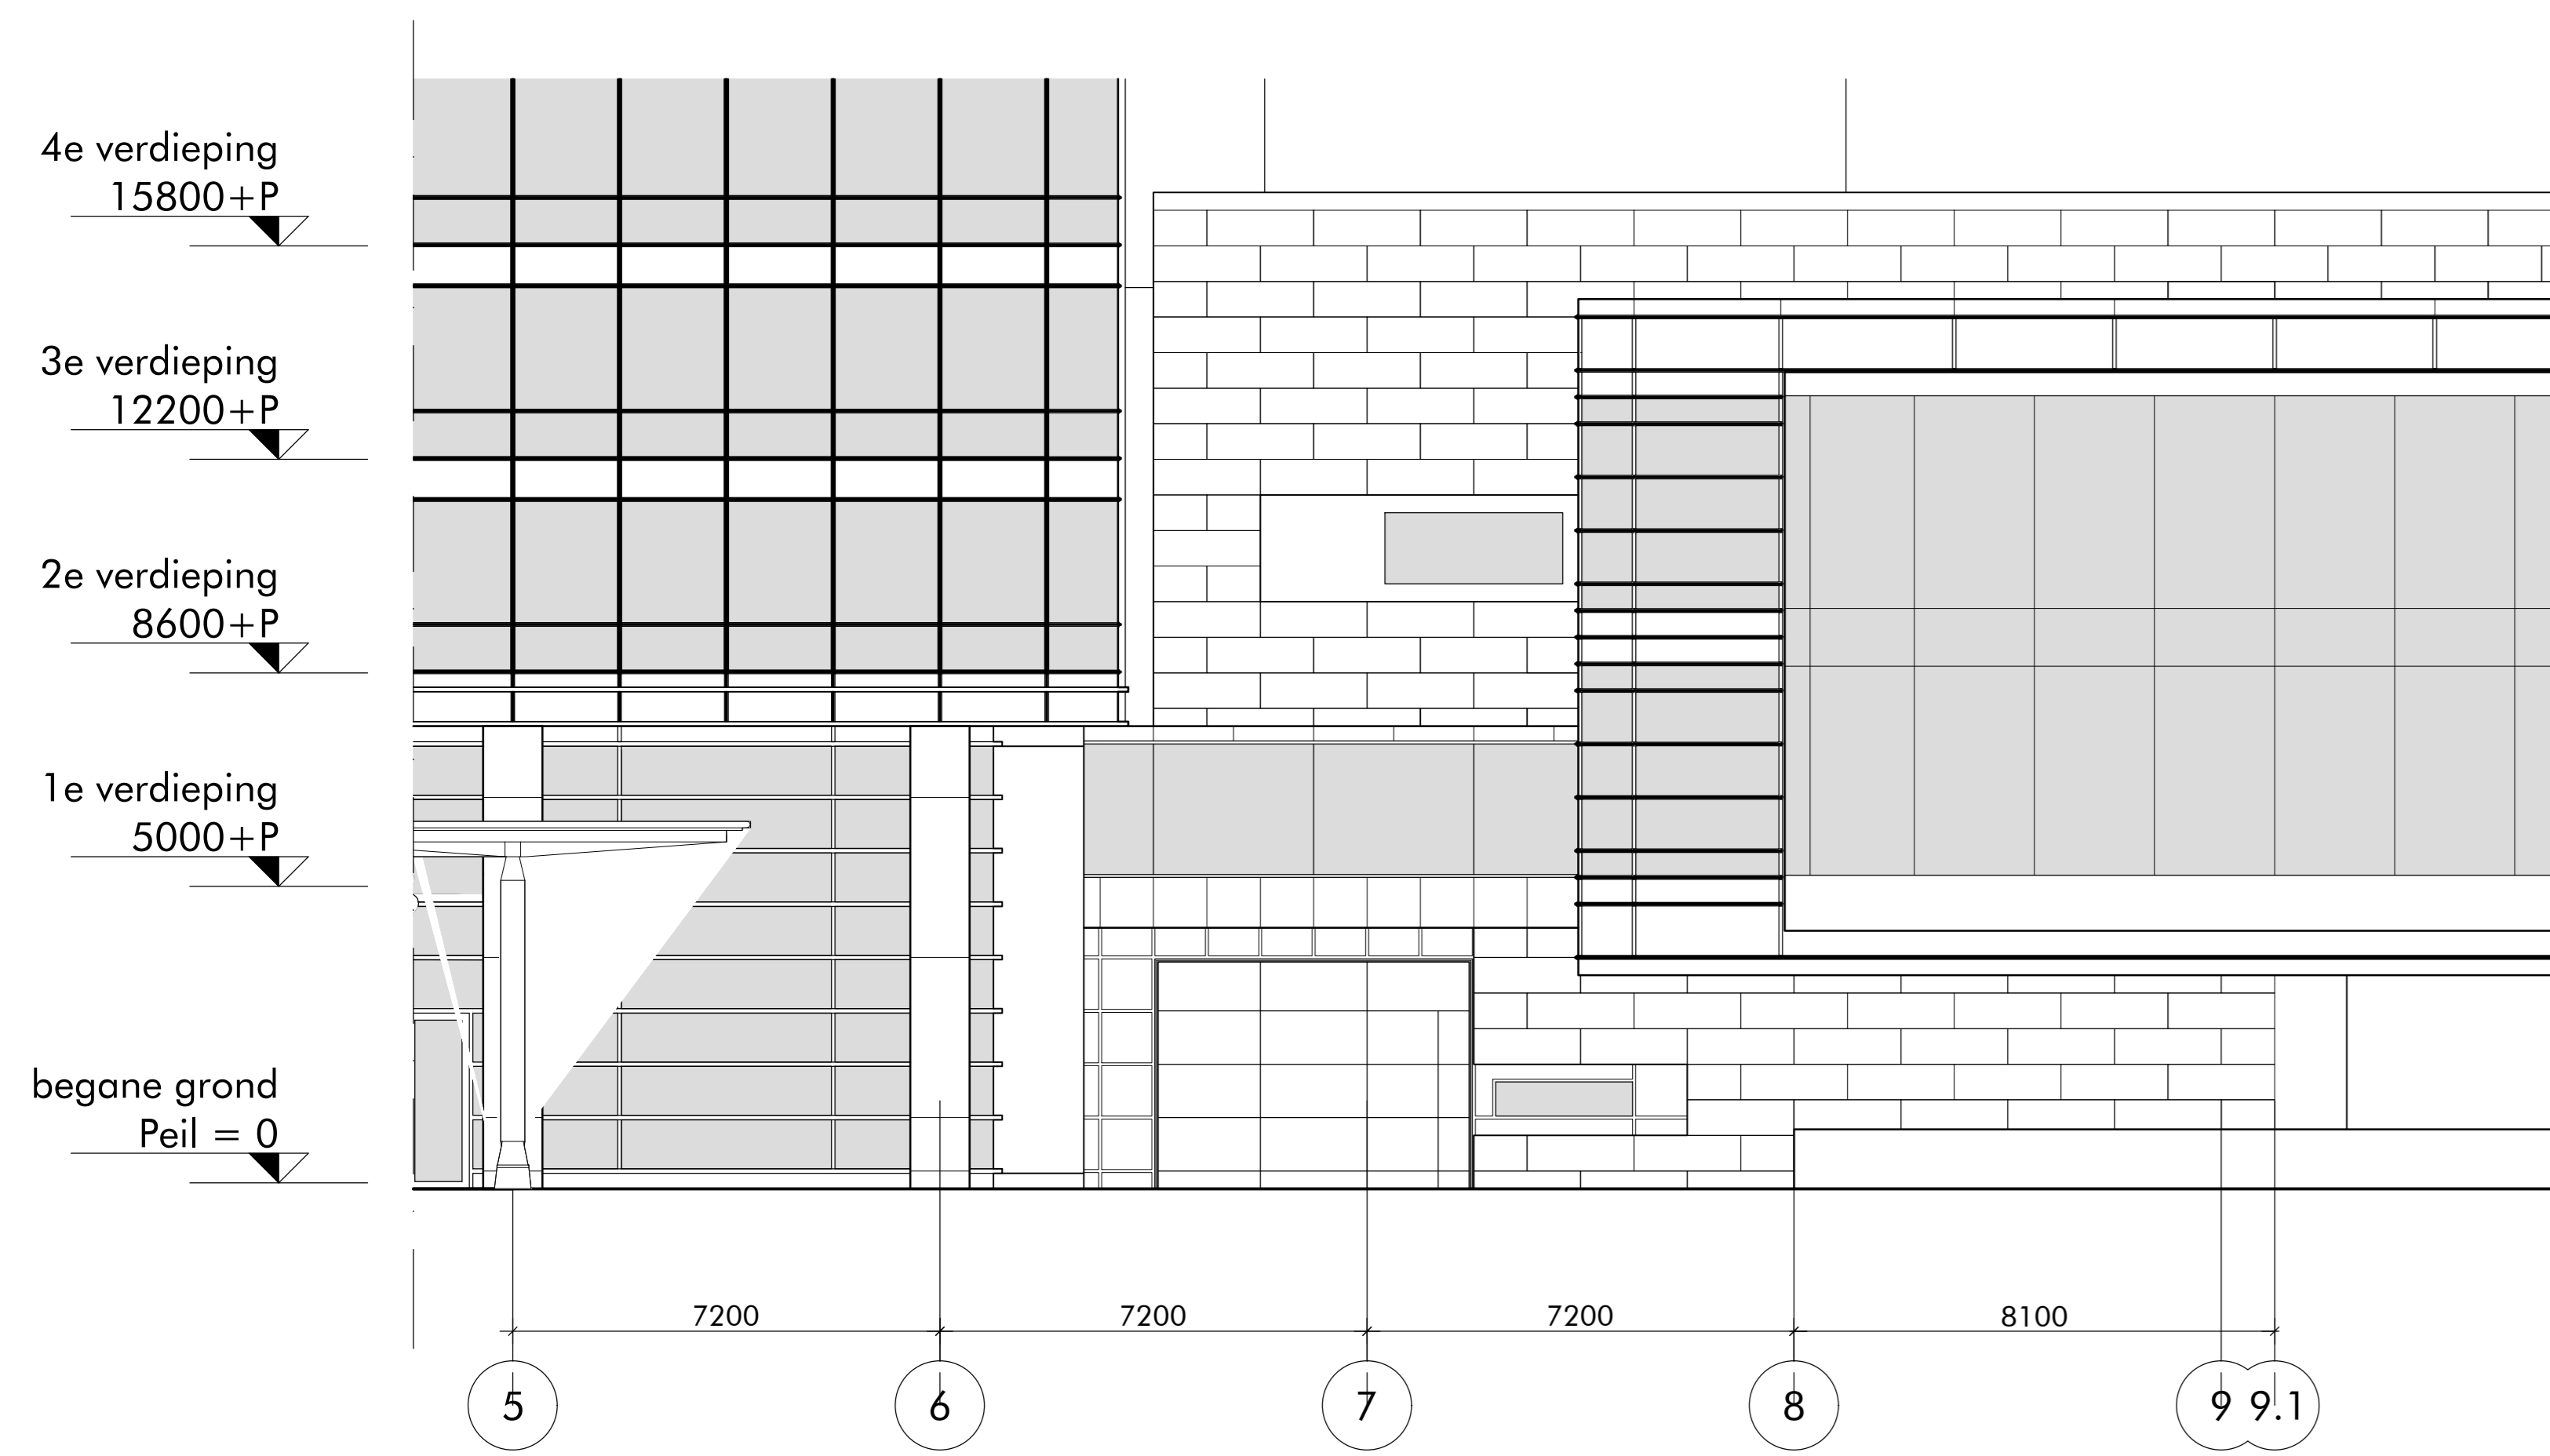 4e verdieping
15800+P
3e verdieping
12200+P
2e verdieping
8600+P
1e verdieping
5000+P
begane grond
Peil = 0
7200 7200 7200 8100
5 6 7 8 9 9.1